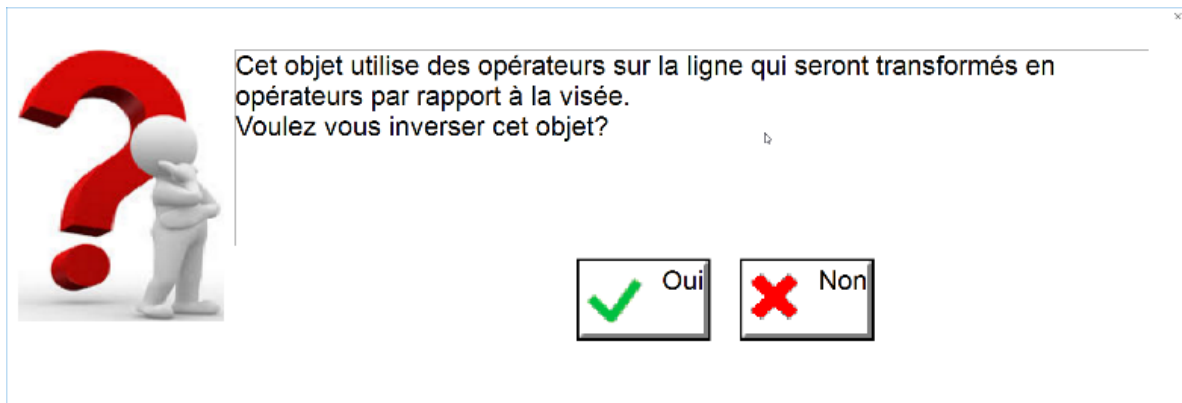 Cet objet utilise des opérateurs sur la ligne qui seront transformés en
opérateurs par rapport à la visée.
Voulez vous inverser cet objet?
Oui
Non